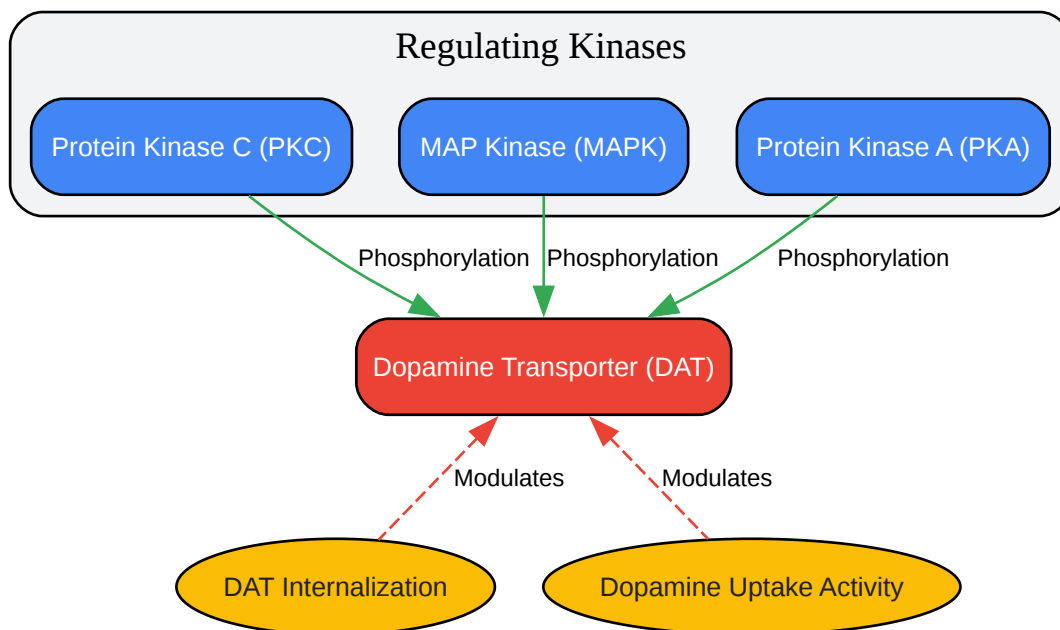 Regulating Kinases
Protein Kinase C (PKC)
MAP Kinase (MAPK)
Protein Kinase A (PKA)
Phosphorylation
Phosphorylation
Phosphorylation
Dopamine Transporter (DAT)
Modulates
Modulates
DAT Internalization
Dopamine Uptake Activity